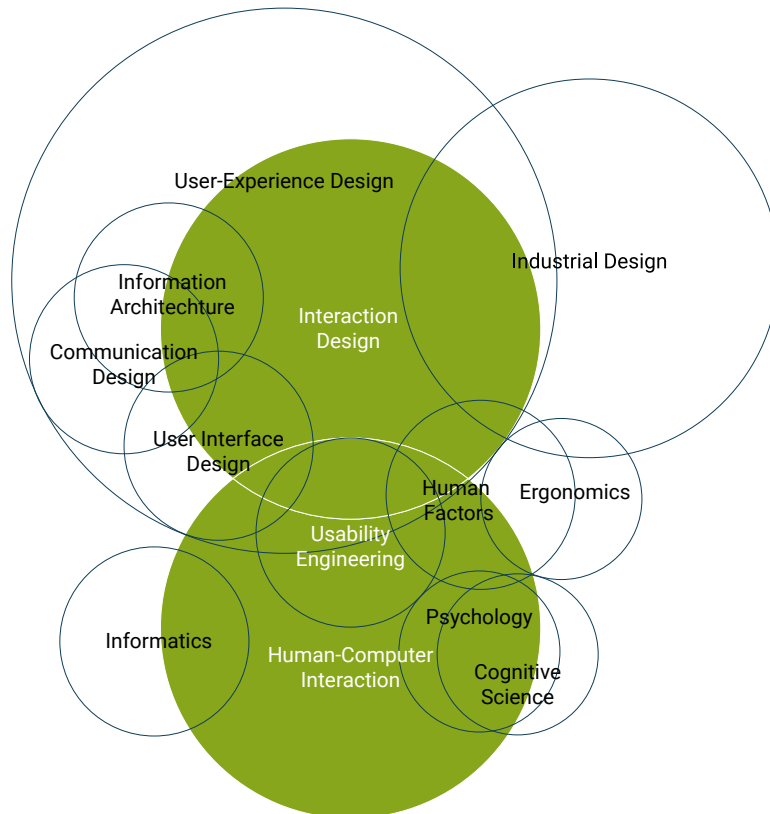 User-Experience Design
Industrial Design
Information
Architechture
Interaction
Design
Communication
Design
User Interface
Design
Human
Factors
Ergonomics
Usability
Engineering
Psychology
Informatics
Human-Computer
Interaction
Cognitive
Science